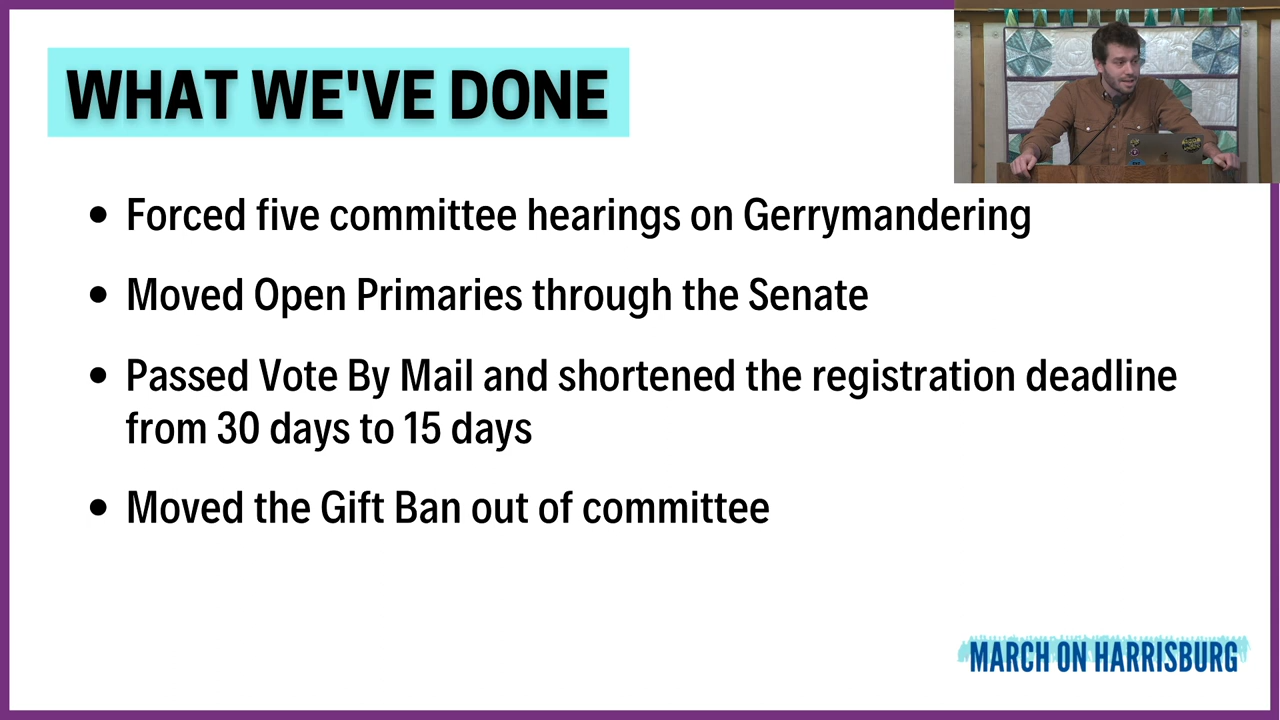 WHAT WE'VE DONE
• Forced five committee hearings on Gerrymandering
• Moved Open Primaries through the Senate
• Passed Vote By Mail and shortened the registration deadline
from 30 days to 15 days
• Moved the Gift Ban out of committee
MARCH ON HARRISBURG